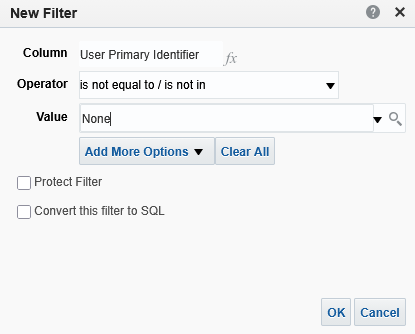 New Filter
Column User Primary Identifier fx
Operator is not equal to / is not in
Value None
Add More Options Clear All
Protect Filter
Convert this filter to SQL
OK Cancel